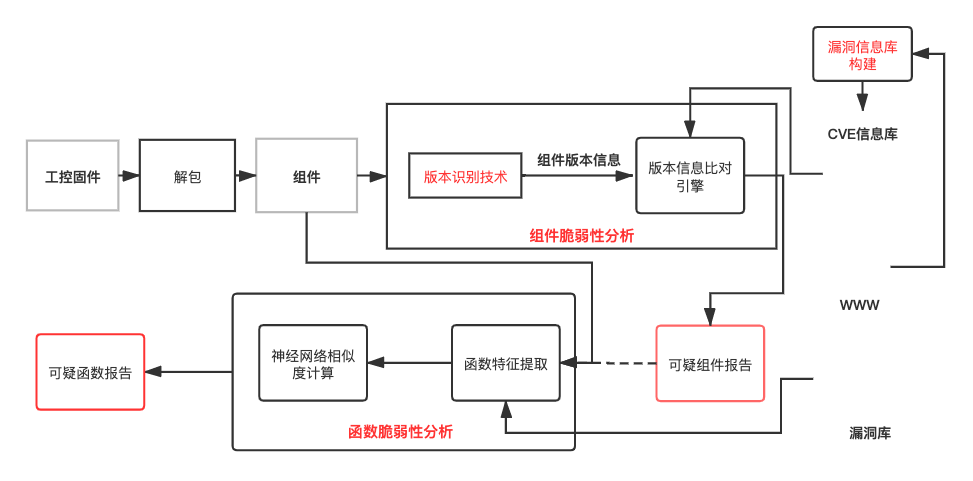 漏洞信息库
构建
CVE信息库
工控固件
解包
组件
版本识别技术
组件版本信息
版本信息比对
引擎
组件脆弱性分析
WWW
可疑函数报告
神经网络相似
度计算
函数特征提取
可疑组件报告
函数脆弱性分析
漏洞库